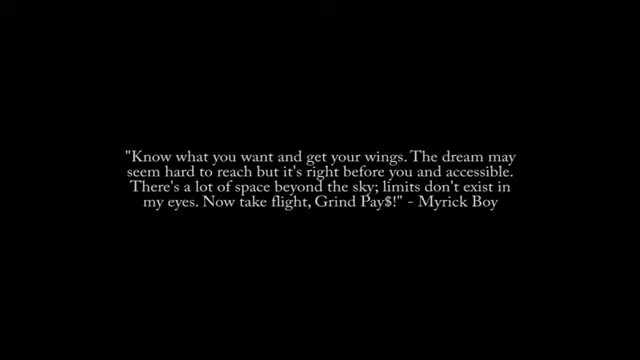 "Know what you want and get your wings. The dream may
seem hard to reach but it's right before you and accessible.
There's a lot of space beyond the sky; limits don't exist in
my eyes. Now take flight, Grind Pay$!" - Myrick Boy